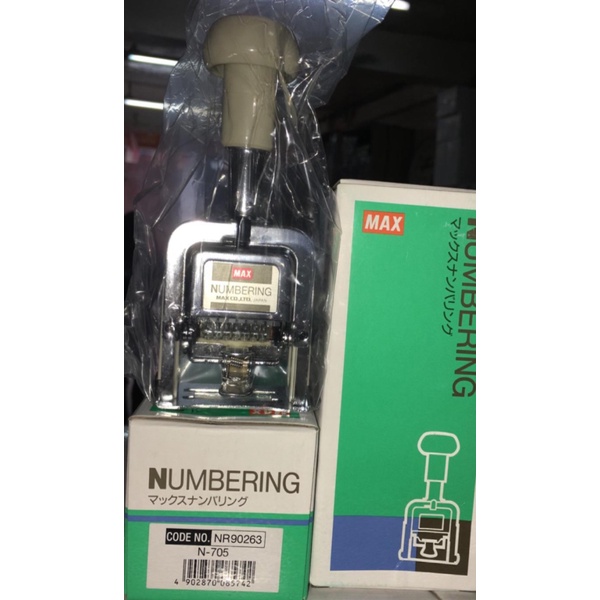 MAX
NUMBERING
MAX CO.,LTD. JAPAN
NUMBERING
マックスナンバリング
CODE NO. NR90263
N-705
4 902870 085742
MAX
NUMBERING
マックスナンバリング